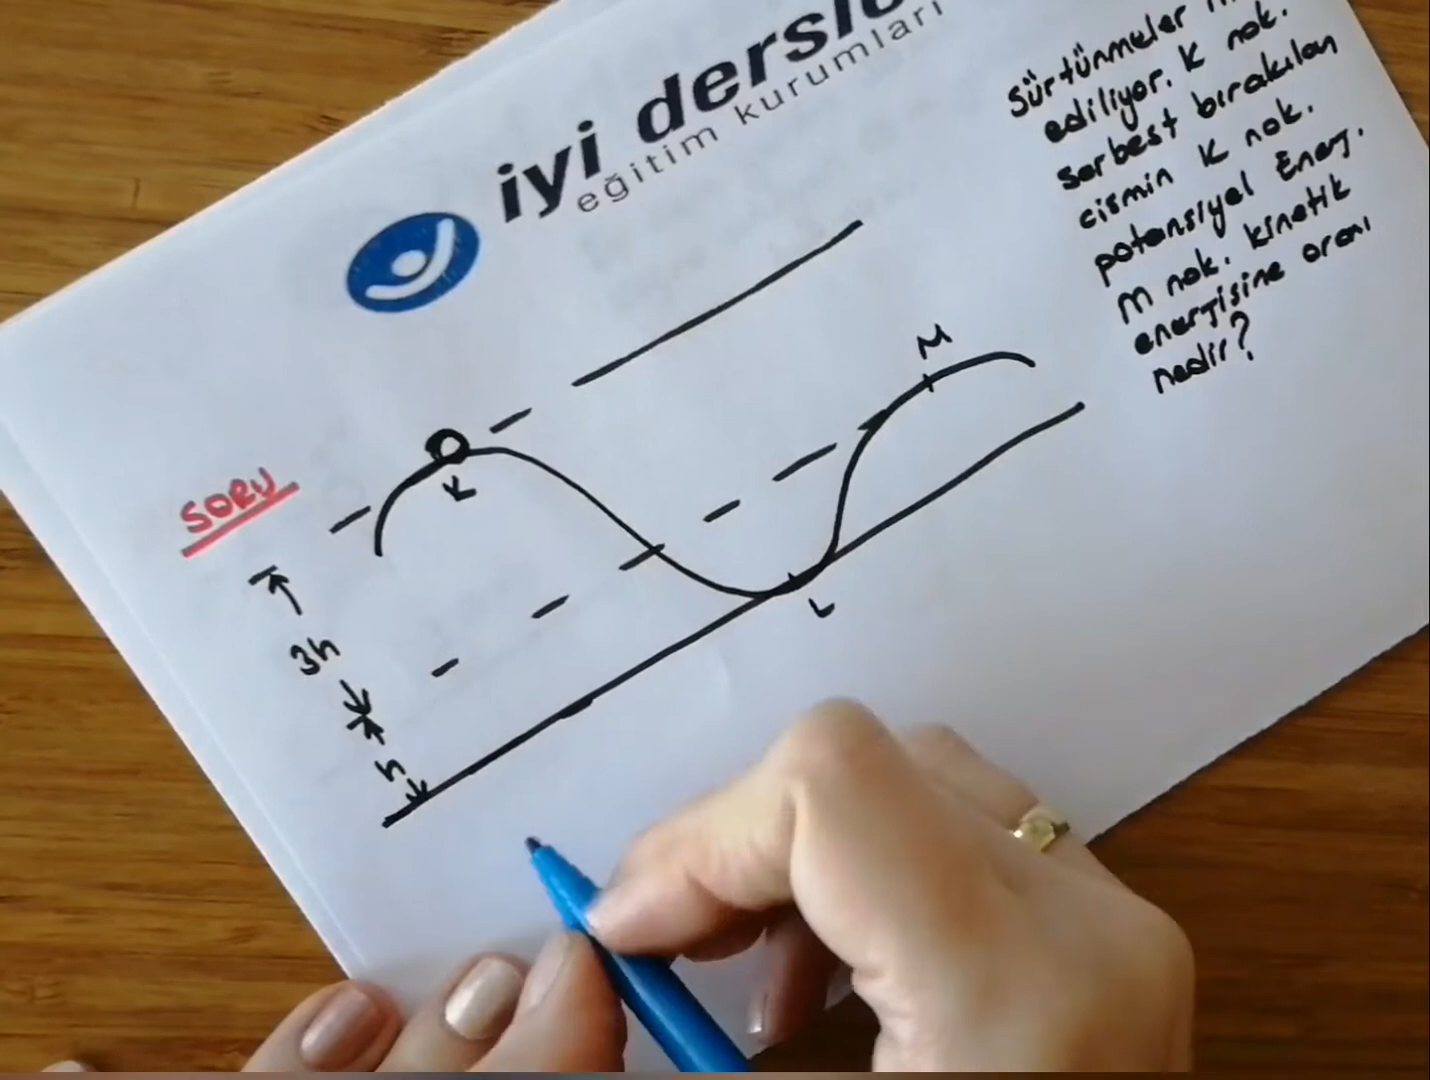 iyi dersl
eğitim kurumları
Sürtünmeler
ediliyor. K nok.
serbest bırakılan
cismin K nok.
potansiyel Enerj.
M nok. kinetik
enerjisine oranı
nedir?
SORU
K
M
L
3h
h